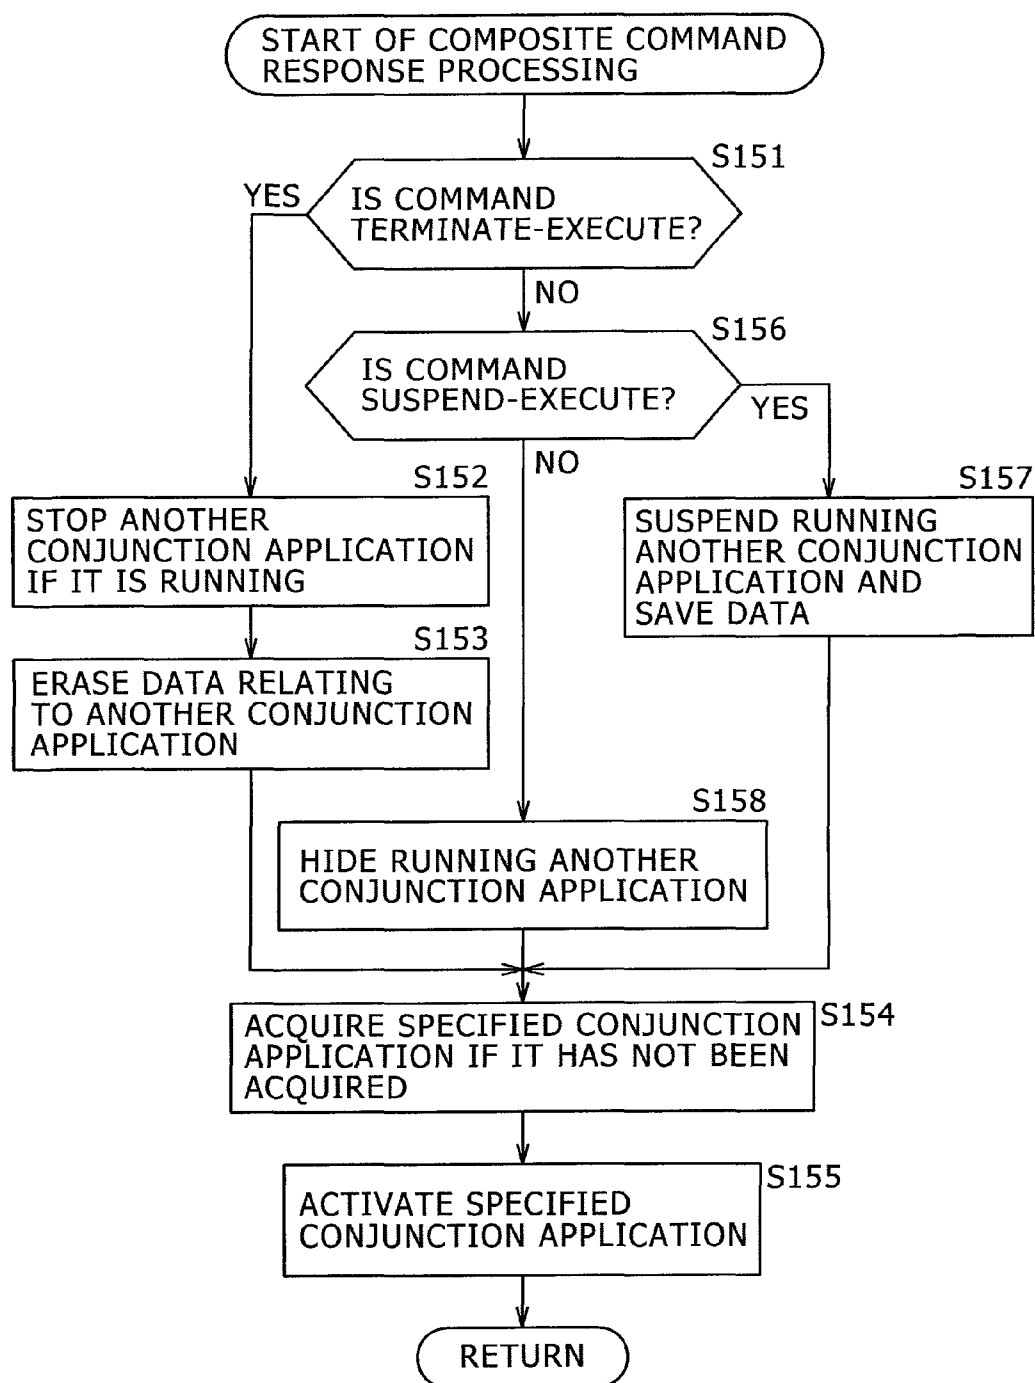 START OF COMPOSITE COMMAND
RESPONSE PROCESSING
S151
YES
IS COMMAND
TERMINATE-EXECUTE?
NO
S156
IS COMMAND
SUSPEND-EXECUTE?
YES
NO
S152
STOP ANOTHER
CONJUNCTION APPLICATION
IF IT IS RUNNING
S157
SUSPEND RUNNING
ANOTHER CONJUNCTION
APPLICATION AND
SAVE DATA
S153
ERASE DATA RELATING
TO ANOTHER CONJUNCTION
APPLICATION
S158
HIDE RUNNING ANOTHER
CONJUNCTION APPLICATION
S154
ACQUIRE SPECIFIED CONJUNCTION
APPLICATION IF IT HAS NOT BEEN
ACQUIRED
S155
ACTIVATE SPECIFIED
CONJUNCTION APPLICATION
RETURN